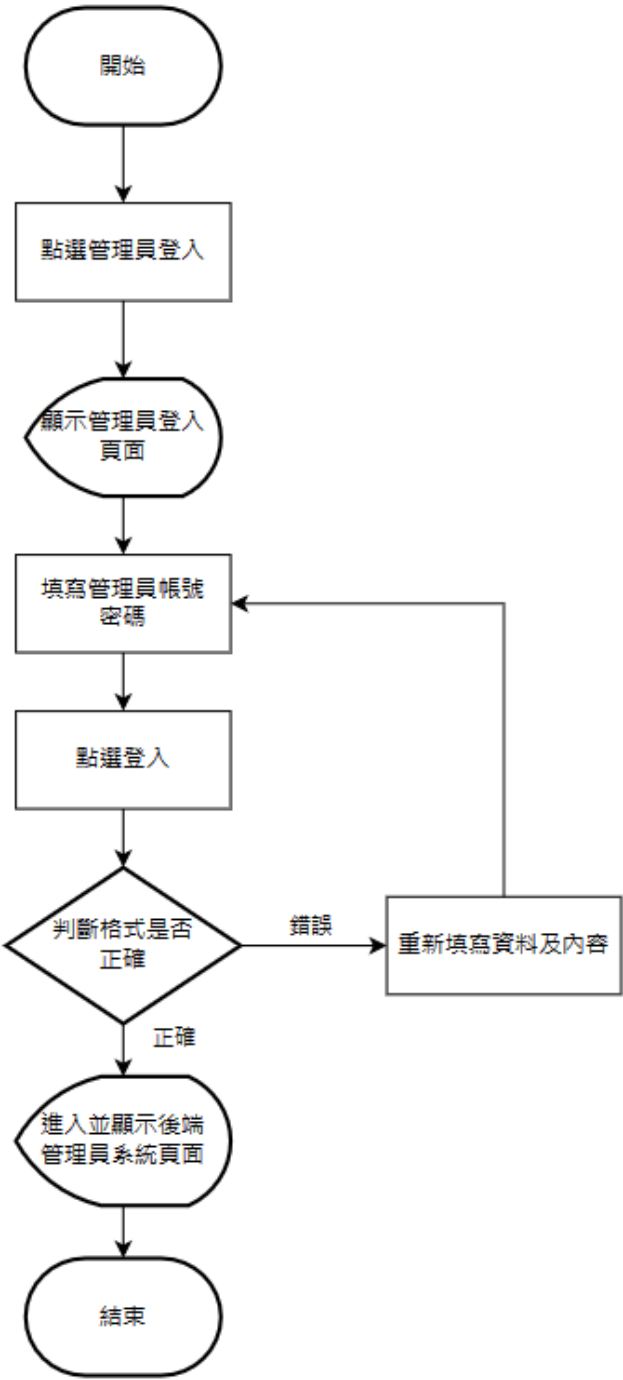 開始
點選管理員登入
顯示管理員登入
頁面
填寫管理員帳號
密碼
點選登入
判斷格式是否
正確
錯誤
重新填寫資料及內容
正確
進入並顯示後端
管理員系統頁面
結束